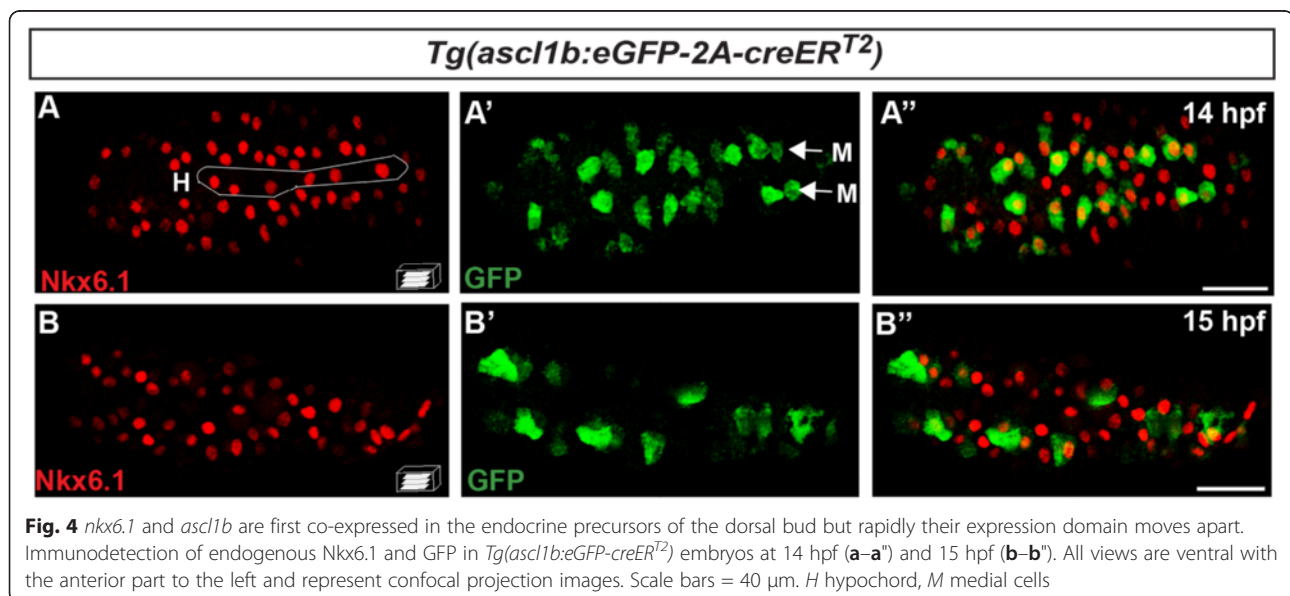 Tg(ascl1b:eGFP-2A-creER^T2)
A
H
Nkx6.1
A'
M
M
GFP
A"
14 hpf
B
Nkx6.1
B'
GFP
B"
15 hpf
Fig. 4 nkx6.1 and ascl1b are first co-expressed in the endocrine precursors of the dorsal bud but rapidly their expression domain moves apart.
Immunodetection of endogenous Nkx6.1 and GFP in Tg(ascl1b:eGFP-creER^T2) embryos at 14 hpf (a–a") and 15 hpf (b–b"). All views are ventral with
the anterior part to the left and represent confocal projection images. Scale bars = 40 μm. H hypochord, M medial cells